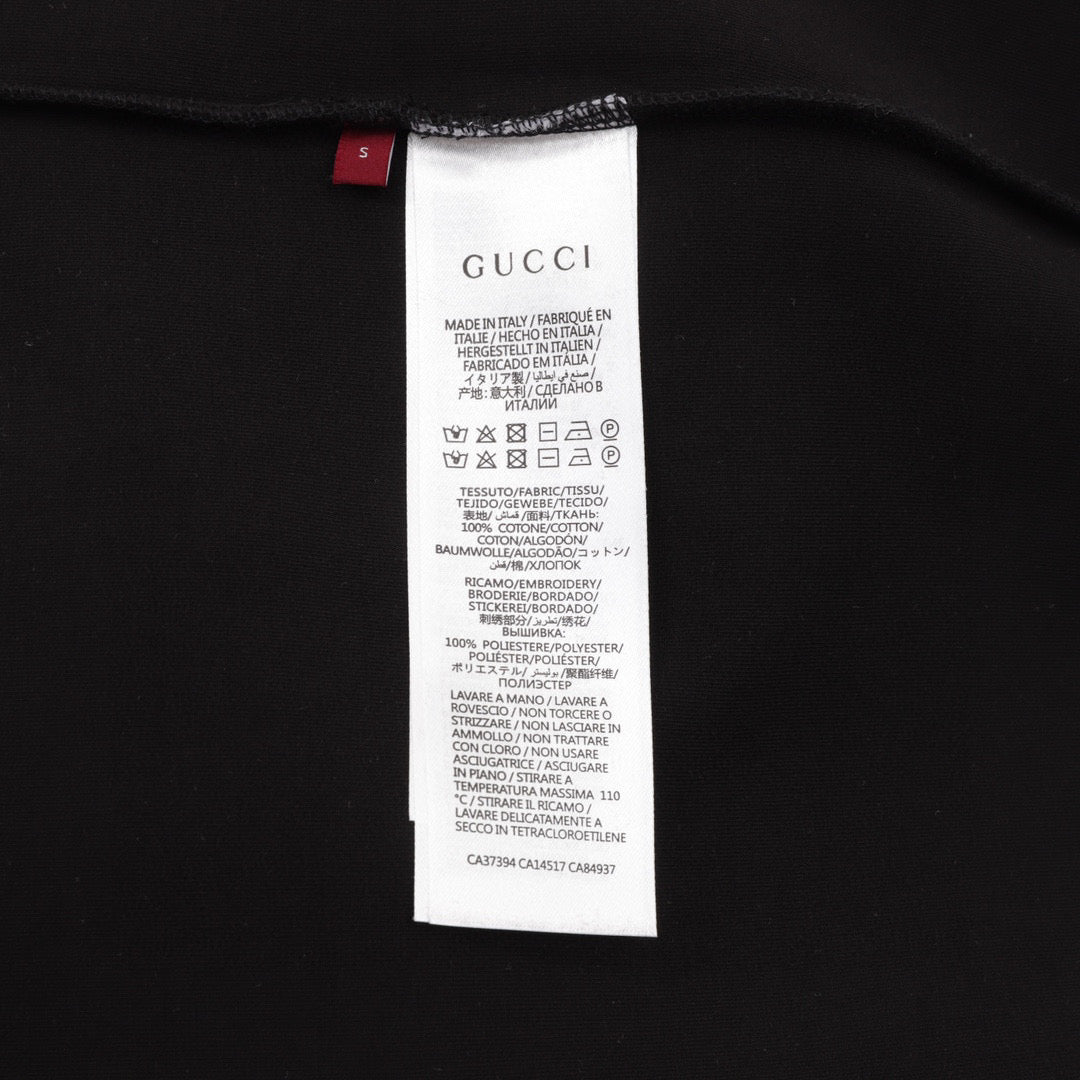 S
GUCCI
MADE IN ITALY / FABRIQUÉ EN
ITALIE / HECHO EN ITALIA /
HERGESTELLT IN ITALIEN /
FABRICADO EM ITÁLIA /
イタリア製 / صنع في ايطاليا /
产地: 意大利 / СДЕЛАНО В
ИТАЛИИ
P
P
TESSUTO/FABRIC/TISSU/
TEJIDO/GEWEBE/TECIDO/
表地/ قماش /面料/ТКАНЬ:
100% COTONE/COTTON/
COTON/ALGODÓN/
BAUMWOLLE/ALGODÃO/コットン/
قطن/棉/ХЛОПОК
RICAMO/EMBROIDERY/
BRODERIE/BORDADO/
STICKEREI/BORDADO/
刺绣部分/تطريز/绣花/
ВЫШИВКА:
100% POLIESTERE/POLYESTER/
POLIÉSTER/POLIÉSTER/
ポリエステル/ بوليستر /聚酯纤维/
ПОЛИЭСТЕР
LAVARE A MANO / LAVARE A
ROVESCIO / NON TORCERE O
STRIZZARE / NON LASCIARE IN
AMMOLLO / NON TRATTARE
CON CLORO / NON USARE
ASCIUGATRICE / ASCIUGARE
IN PIANO / STIRARE A
TEMPERATURA MASSIMA 110
°C / STIRARE IL RICAMO /
LAVARE DELICATAMENTE A
SECCO IN TETRACLOROETILENE
CA37394 CA14517 CA84937